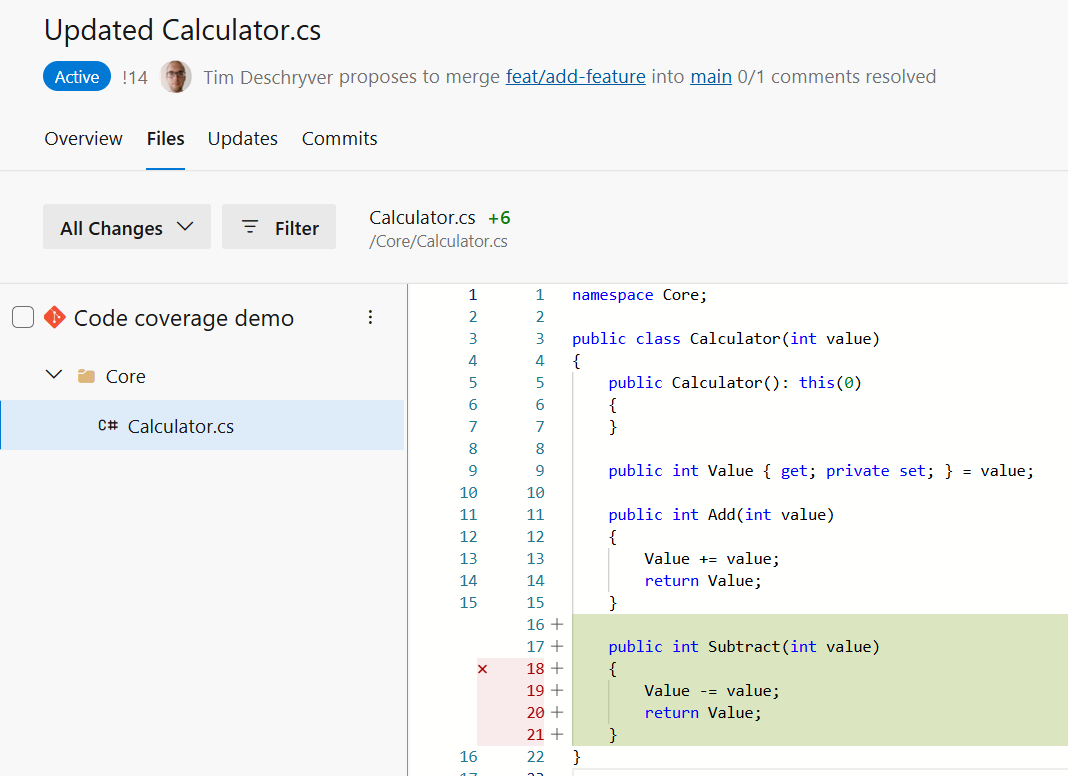 Updated Calculator.cs
Active !14 Tim Deschryver proposes to merge feat/add-feature into main 0/1 comments resolved
Overview Files Updates Commits
All Changes Filter
Calculator.cs +6
/Core/Calculator.cs
Code coverage demo
Core
C# Calculator.cs
1 1 namespace Core;
2 2
3 3 public class Calculator(int value)
4 4 {
5 5 public Calculator(): this(0)
6 6 {
7 7 }
8 8
9 9 public int Value { get; private set; } = value;
10 10
11 11 public int Add(int value)
12 12 {
13 13 Value += value;
14 14 return Value;
15 15 }
16 +
17 + public int Subtract(int value)
18 + {
19 + Value -= value;
20 + return Value;
21 + }
16 22 }